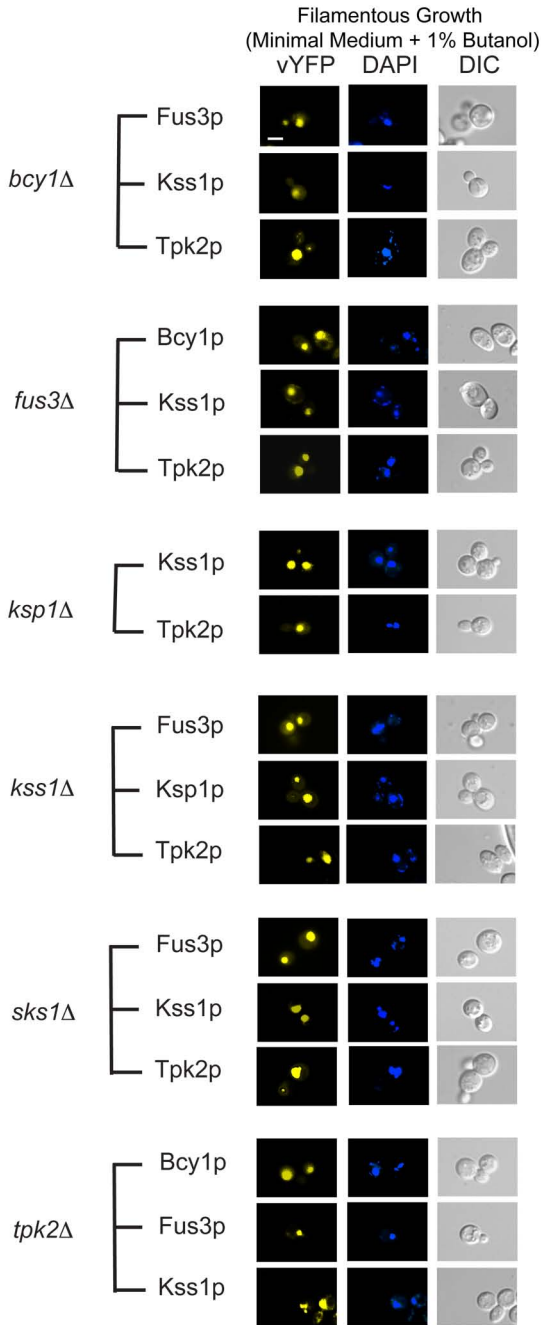 Filamentous Growth
(Minimal Medium + 1% Butanol)
vYFP DAPI DIC
bcy1Δ
Fus3p
Kss1p
Tpk2p
fus3Δ
Bcy1p
Kss1p
Tpk2p
ksp1Δ
Kss1p
Tpk2p
kss1Δ
Fus3p
Ksp1p
Tpk2p
sks1Δ
Fus3p
Kss1p
Tpk2p
tpk2Δ
Bcy1p
Fus3p
Kss1p